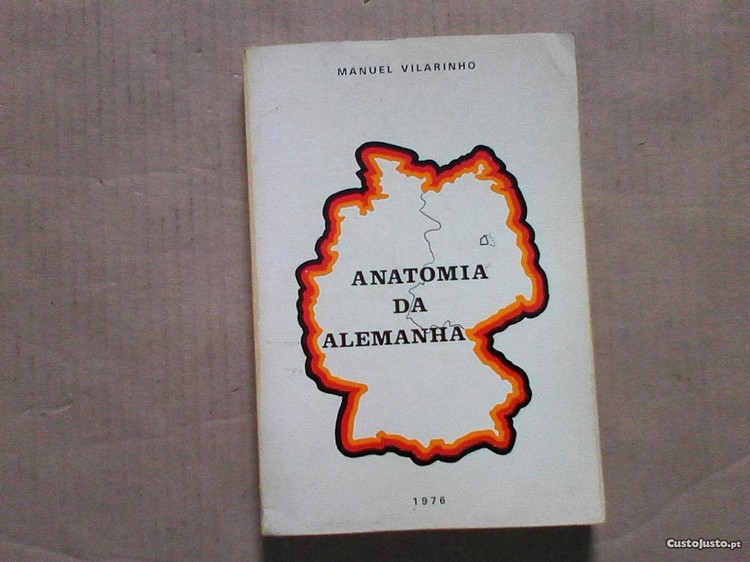 MANUEL VILARINHO
ANATOMIA
DA
ALEMANHA
1976
CustoJusto.pt